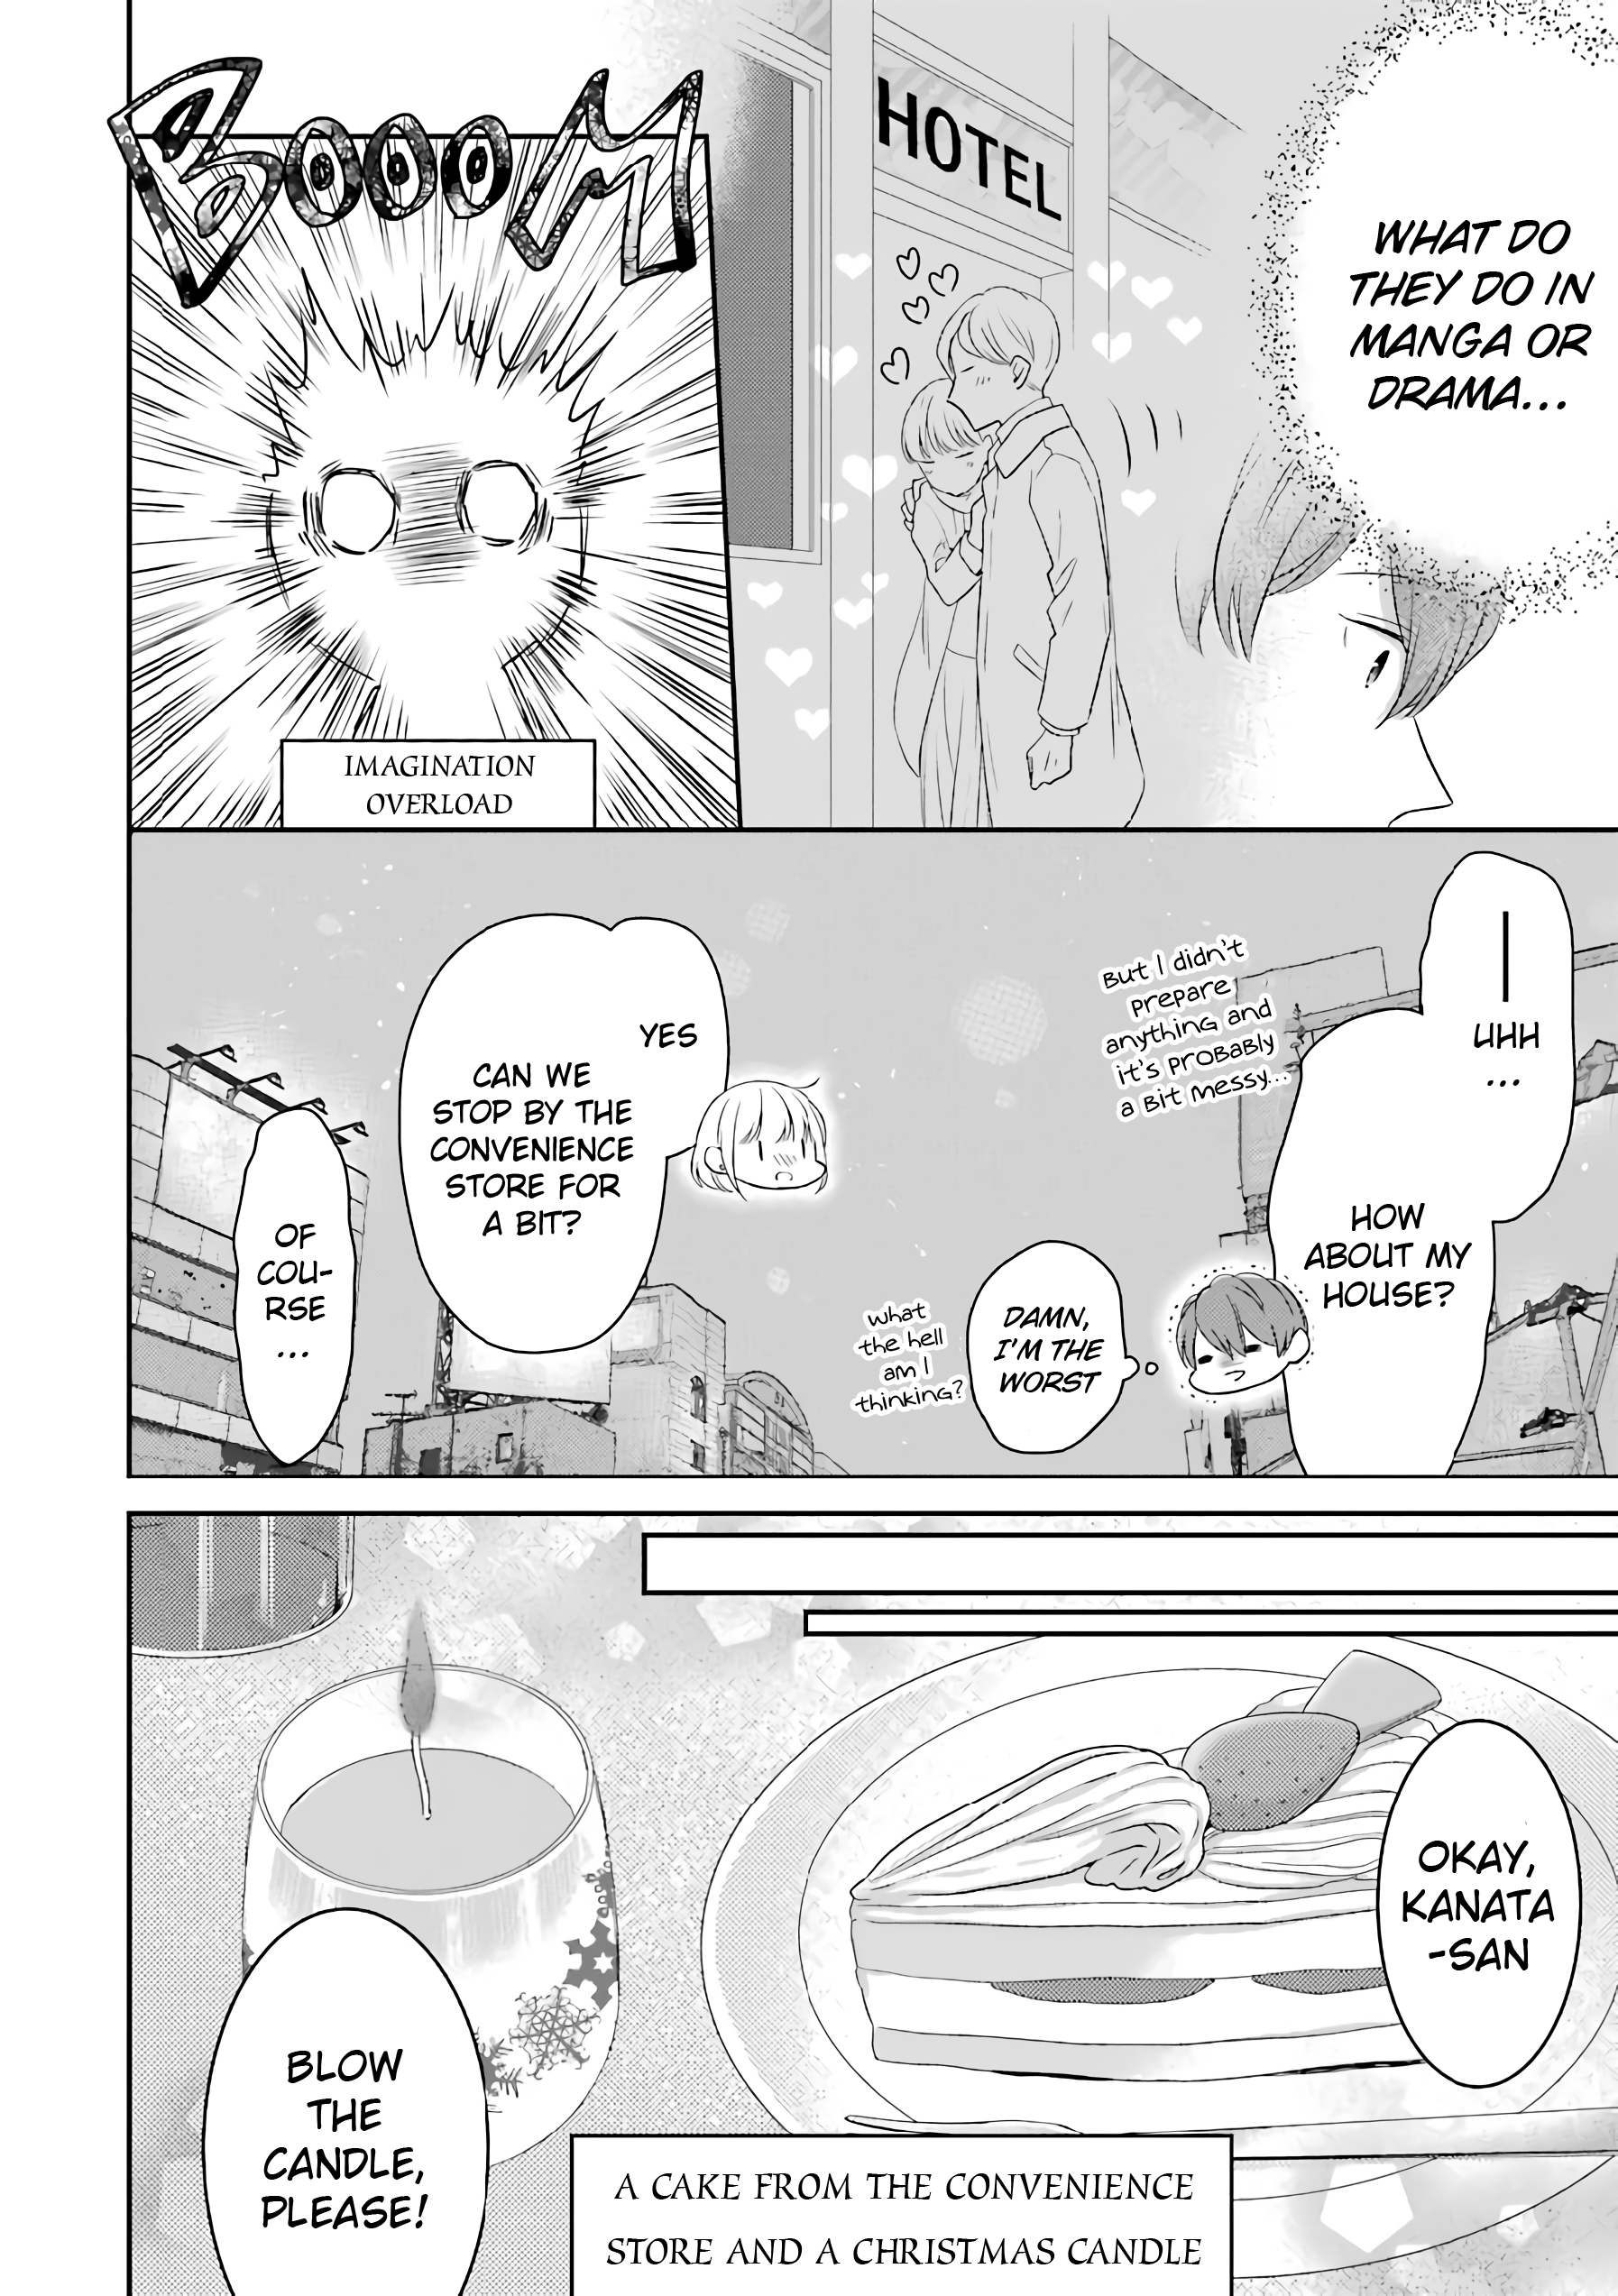 WHAT DO
THEY DO IN
MANGA OR
DRAMA...
HOTEL
BOOOM
IMAGINATION
OVERLOAD
UHH
...
HOW
ABOUT MY
HOUSE?
BUT I DIDN'T
PREPARE
ANYTHING AND
IT'S PROBABLY
A BIT MESSY...
DAMN,
I'M THE
WORST
WHAT
THE HELL
AM I
THINKING?
YES
CAN WE
STOP BY THE
CONVENIENCE
STORE FOR
A BIT?
OF
COU-
RSE
...
OKAY,
KANATA
-SAN
A CAKE FROM THE CONVENIENCE
STORE AND A CHRISTMAS CANDLE
BLOW
THE
CANDLE,
PLEASE!